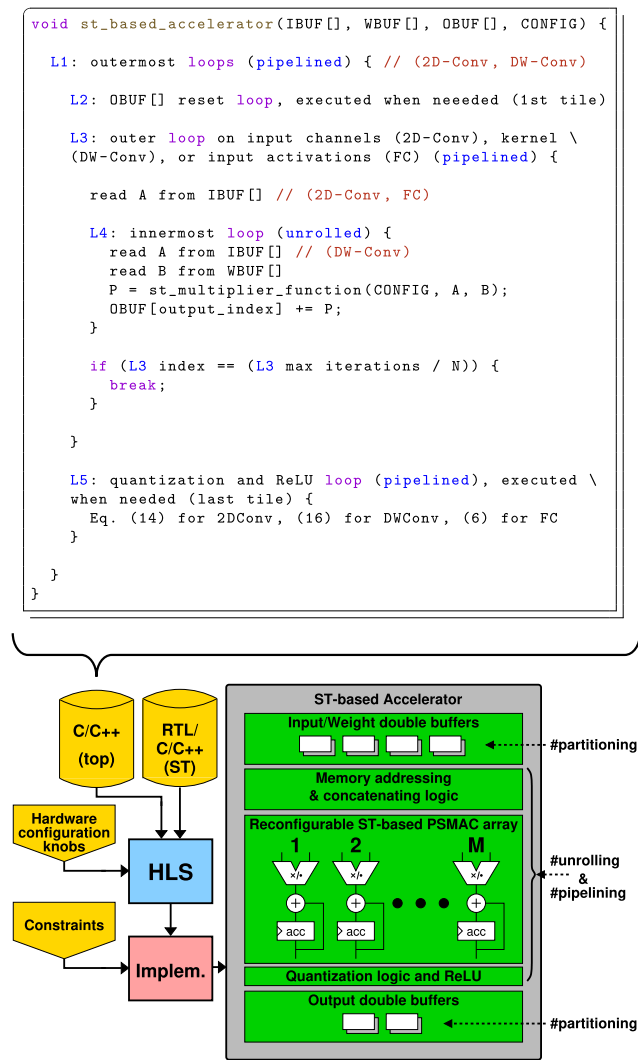 void st_based_accelerator(IBUF[], WBUF[], OBUF[], CONFIG) {
L1: outermost loops (pipelined) { // (2D-Conv, DW-Conv)
L2: OBUF[] reset loop, executed when neeeded (1st tile)
L3: outer loop on input channels (2D-Conv), kernel \
(DW-Conv), or input activations (FC) (pipelined) {
read A from IBUF[] // (2D-Conv, FC)
L4: innermost loop (unrolled) {
read A from IBUF[] // (DW-Conv)
read B from WBUF[]
P = st_multiplier_function(CONFIG, A, B);
OBUF[output_index] += P;
}
if (L3 index == (L3 max iterations / N)) {
break;
}
}
L5: quantization and ReLU loop (pipelined), executed \
when needed (last tile) {
Eq. (14) for 2DConv, (16) for DWConv, (6) for FC
}
}
}
C/C++
(top)
RTL/
C/C++
(ST)
Hardware
configuration
knobs
HLS
Constraints
Implem.
ST-based Accelerator
Input/Weight double buffers
#partitioning
Memory addressing
& concatenating logic
Reconfigurable ST-based PSMAC array
1 2 M
×/• ×/• ×/•
+ + +
acc acc acc
#unrolling
&
#pipelining
Quantization logic and ReLU
Output double buffers
#partitioning